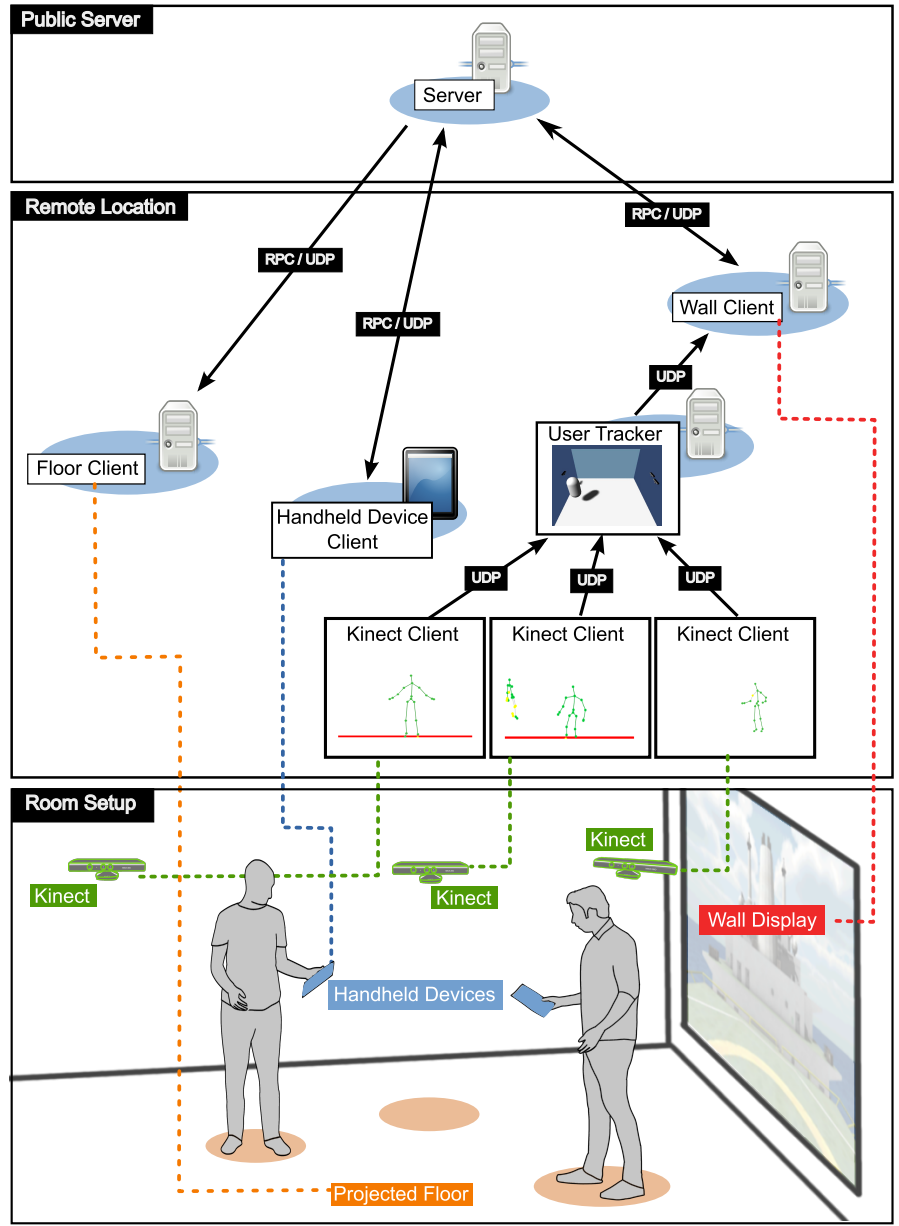 Public Server
Server
Remote Location
RPC / UDP
RPC / UDP
RPC / UDP
Wall Client
UDP
User Tracker
Floor Client
Handheld Device
Client
UDP
UDP
UDP
Kinect Client
Kinect Client
Kinect Client
Room Setup
Kinect
Kinect
Kinect
Wall Display
Handheld Devices
Projected Floor